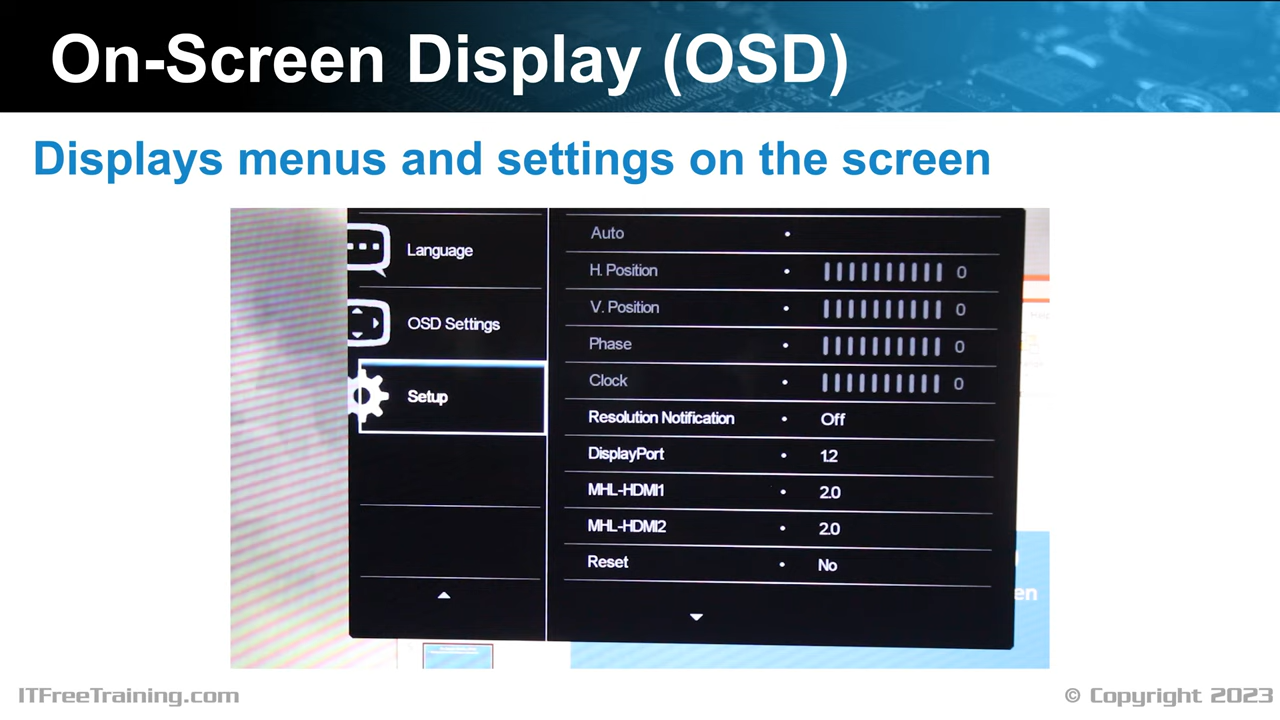 On-Screen Display (OSD)
Displays menus and settings on the screen
Language
OSD Settings
Setup
Auto
H. Position 0
V. Position 0
Phase 0
Clock 0
Resolution Notification Off
DisplayPort 1.2
MHL-HDMI1 2.0
MHL-HDMI2 2.0
Reset No
en
ITFreeTraining.com
© Copyright 2023